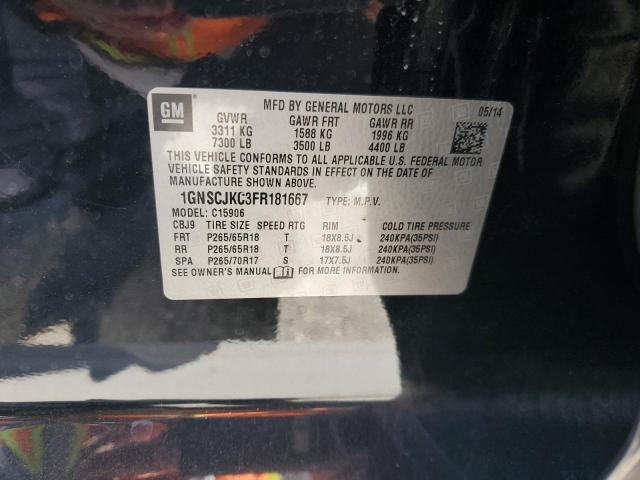 GM
MFD BY GENERAL MOTORS LLC 05/14
GVWR GAWR FRT GAWR RR
3311 KG 1588 KG 1996 KG
7300 LB 3500 LB 4400 LB
THIS VEHICLE CONFORMS TO ALL APPLICABLE U.S. FEDERAL MOTOR
VEHICLE SAFETY STANDARDS IN EFFECT ON THE DATE OF
MANUFACTURE SHOWN ABOVE.
1GNSCJKC3FR181667 TYPE: M.P.V.
MODEL: C15906
CBJ9 TIRE SIZE SPEED RTG RIM COLD TIRE PRESSURE
FRT P265/65R18 T 18X8.5J 240KPA(35PSI)
RR P265/65R18 T 18X8.5J 240KPA(35PSI)
SPA P265/70R17 S 17X7.5J 240KPA(35PSI)
SEE OWNER'S MANUAL FOR MORE INFORMATION.